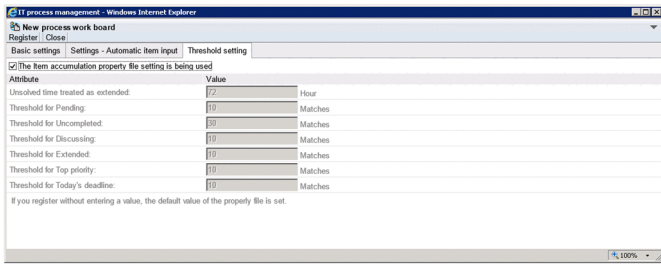 IT process management - Windows Internet Explorer
New process work board
Register Close
Basic settings Settings - Automatic item input Threshold setting
The Item accumulation property file setting is being used
Attribute Value
Unsolved time treated as extended: 72 Hour
Threshold for Pending: 10 Matches
Threshold for Uncompleted: 30 Matches
Threshold for Discussing: 10 Matches
Threshold for Extended: 10 Matches
Threshold for Top priority: 10 Matches
Threshold for Today's deadline: 10 Matches
If you register without entering a value, the default value of the property file is set.
100%